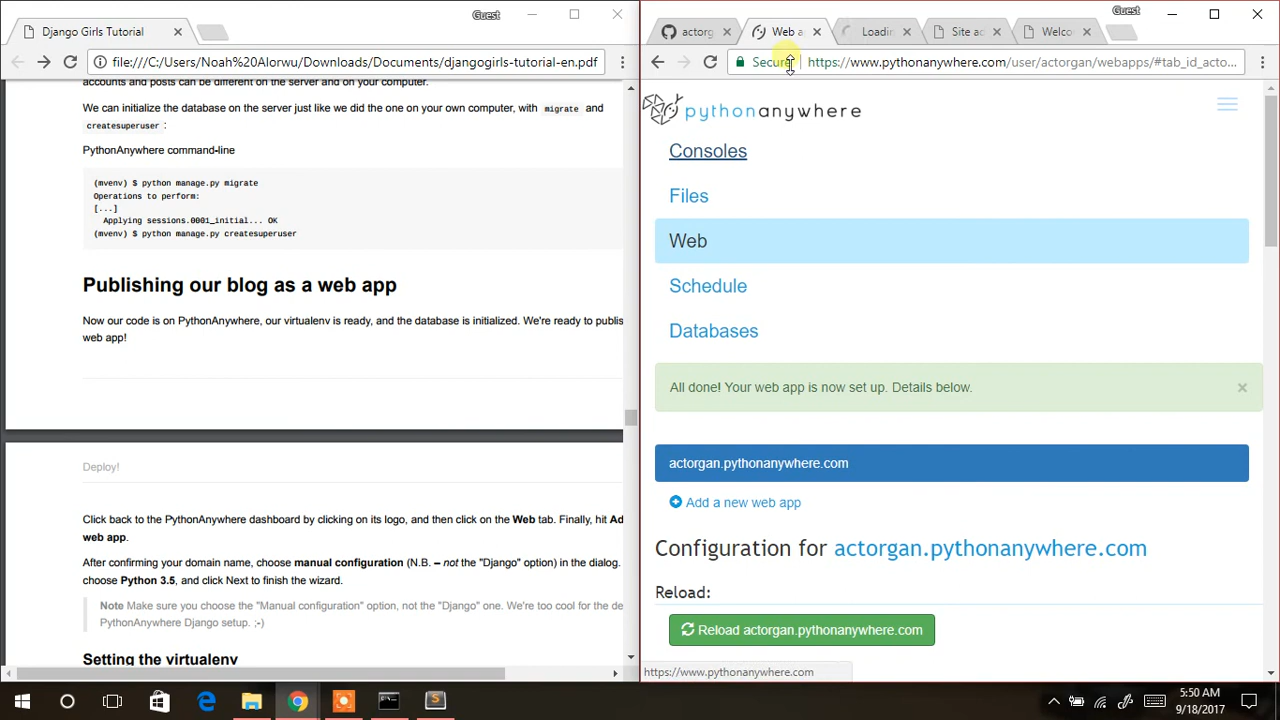 Guest
Django Girls Tutorial
file:///C:/Users/Noah%20Alorwu/Downloads/Documents/djangogirls-tutorial-en.pdf
accounts and posts can be different on the server and on your computer.
We can initialize the database on the server just like we did the one on your own computer, with migrate and
createsuperuser :
PythonAnywhere command-line
(mvenv) $ python manage.py migrate
Operations to perform:
[...]
Applying sessions.0001_initial... OK
(mvenv) $ python manage.py createsuperuser
Publishing our blog as a web app
Now our code is on PythonAnywhere, our virtualenv is ready, and the database is initialized. We're ready to publis
web app!
Deploy!
Click back to the PythonAnywhere dashboard by clicking on its logo, and then click on the Web tab. Finally, hit Ad
web app.
After confirming your domain name, choose manual configuration (N.B. – not the "Django" option) in the dialog.
choose Python 3.5, and click Next to finish the wizard.
Note Make sure you choose the "Manual configuration" option, not the "Django" one. We're too cool for the de
PythonAnywhere Django setup. ;-)
Setting the virtualenv
Guest
actorg
Web a
Loadin
Site ad
Welco
Secure
https://www.pythonanywhere.com/user/actorgan/webapps/#tab_id_acto...
pythonanywhere
Consoles
Files
Web
Schedule
Databases
All done! Your web app is now set up. Details below.
×
actorgan.pythonanywhere.com
Add a new web app
Configuration for actorgan.pythonanywhere.com
Reload:
Reload actorgan.pythonanywhere.com
https://www.pythonanywhere.com
5:50 AM
9/18/2017